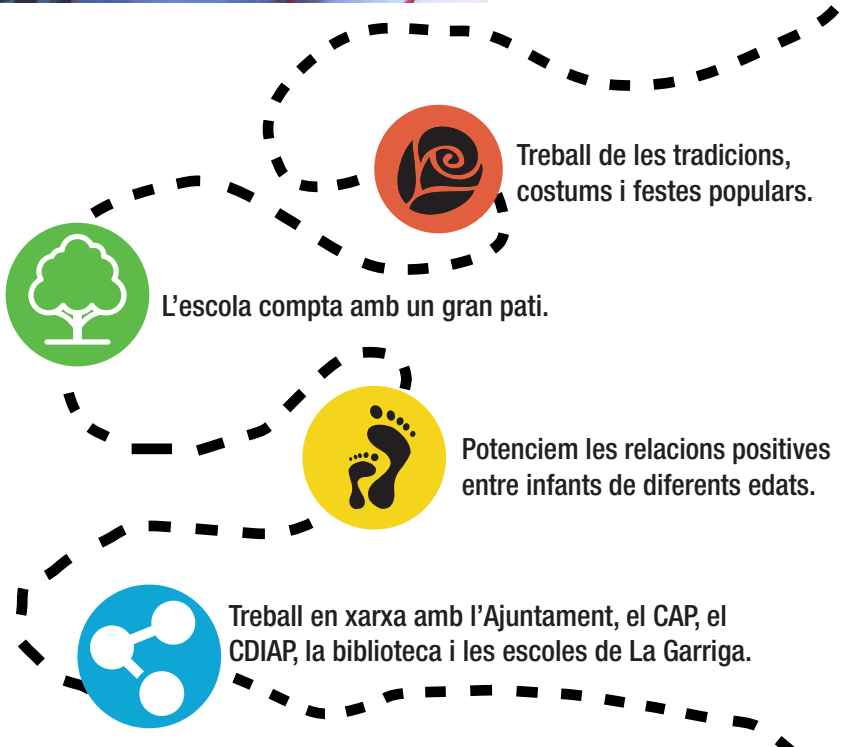 Treball de les tradicions,
costums i festes populars.
L’escola compta amb un gran pati.
Potenciem les relacions positives
entre infants de diferents edats.
Treball en xarxa amb l’Ajuntament, el CAP, el
CDIAP, la biblioteca i les escoles de La Garriga.